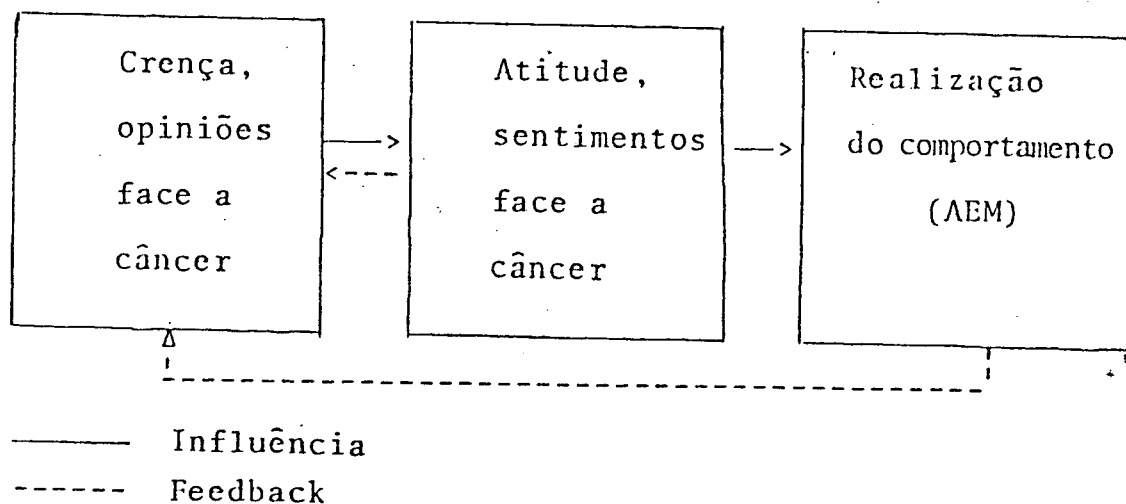 Crença,
opiniões
face a
câncer
Atitude,
sentimentos
face a
câncer
Realização
do comportamento
(AEM)
Influência
Feedback